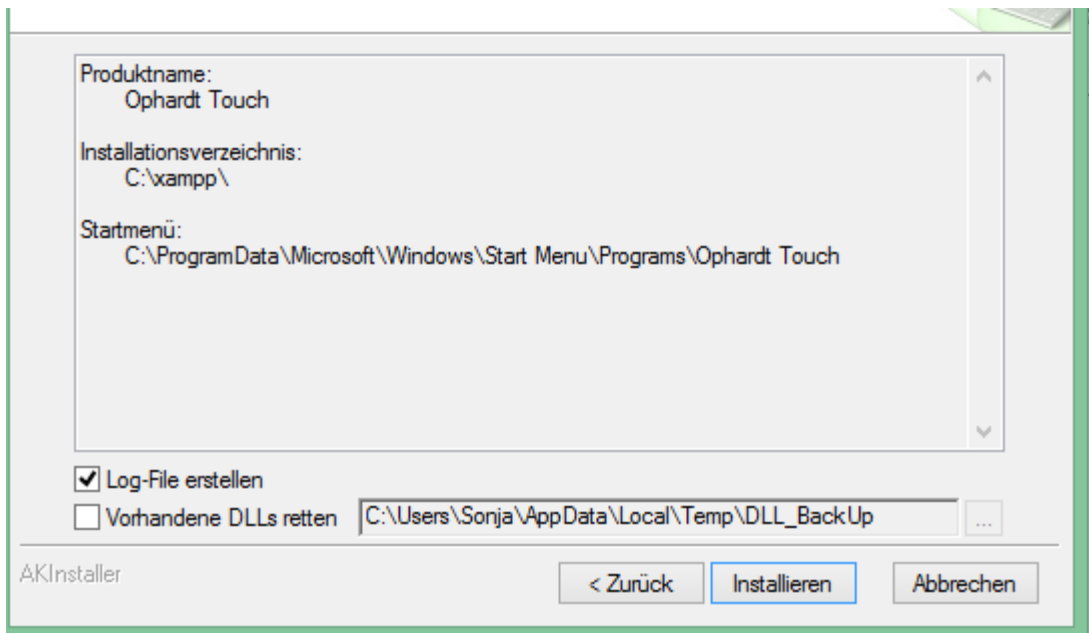 Produktname:
Ophardt Touch
Installationsverzeichnis:
C:\xampp\
Startmenü:
C:\ProgramData\Microsoft\Windows\Start Menu\Programs\Ophardt Touch
Log-File erstellen
Vorhandene DLLs retten C:\Users\Sonja\AppData\Local\Temp\DLL_BackUp ...
AKInstaller
< Zurück Installieren Abbrechen